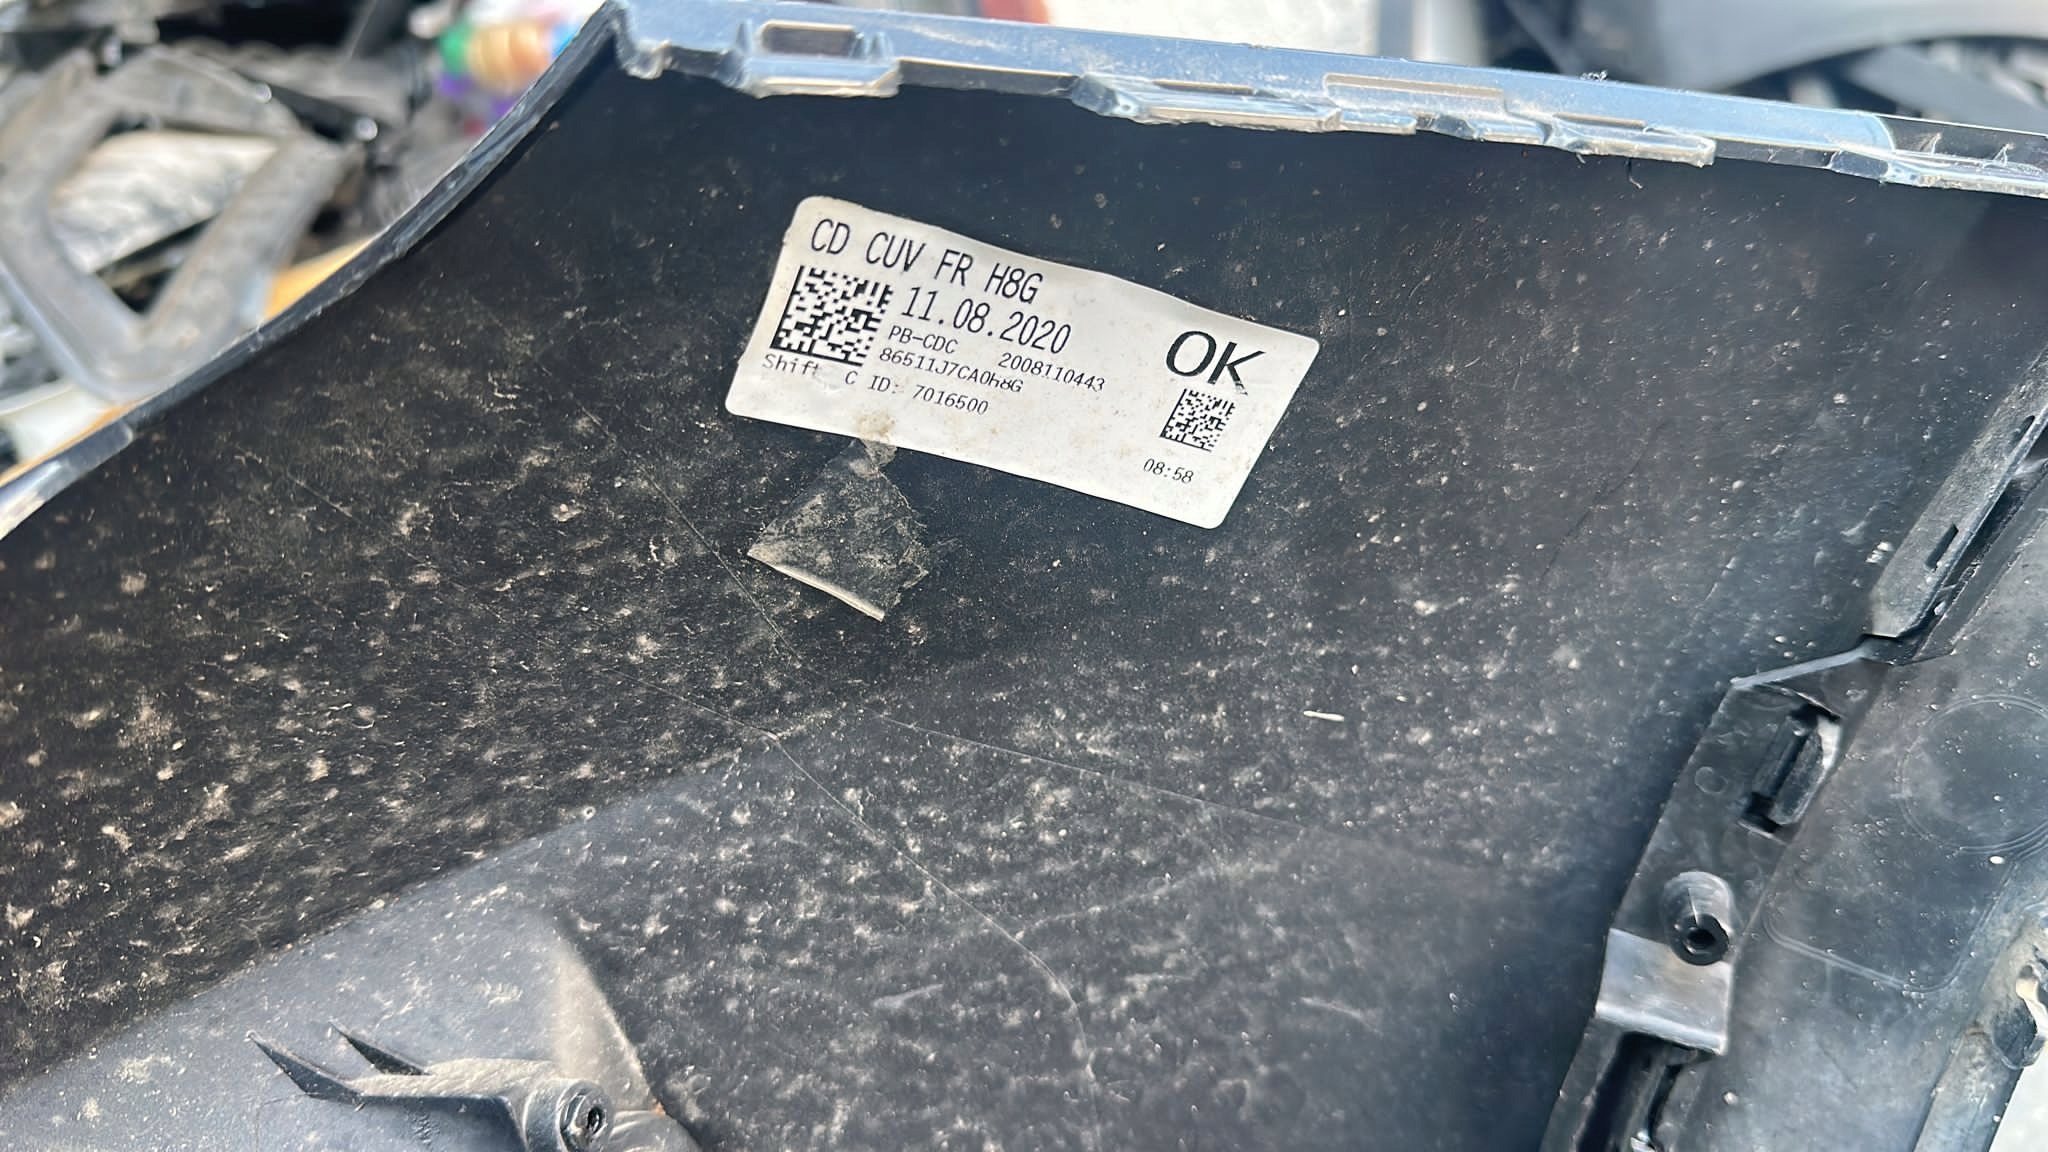 CD CUV FR H8G
11.08.2020
OK
PB-CDC 2008110443
86511J7CA0h8G
Shift C ID: 7016500
08:58